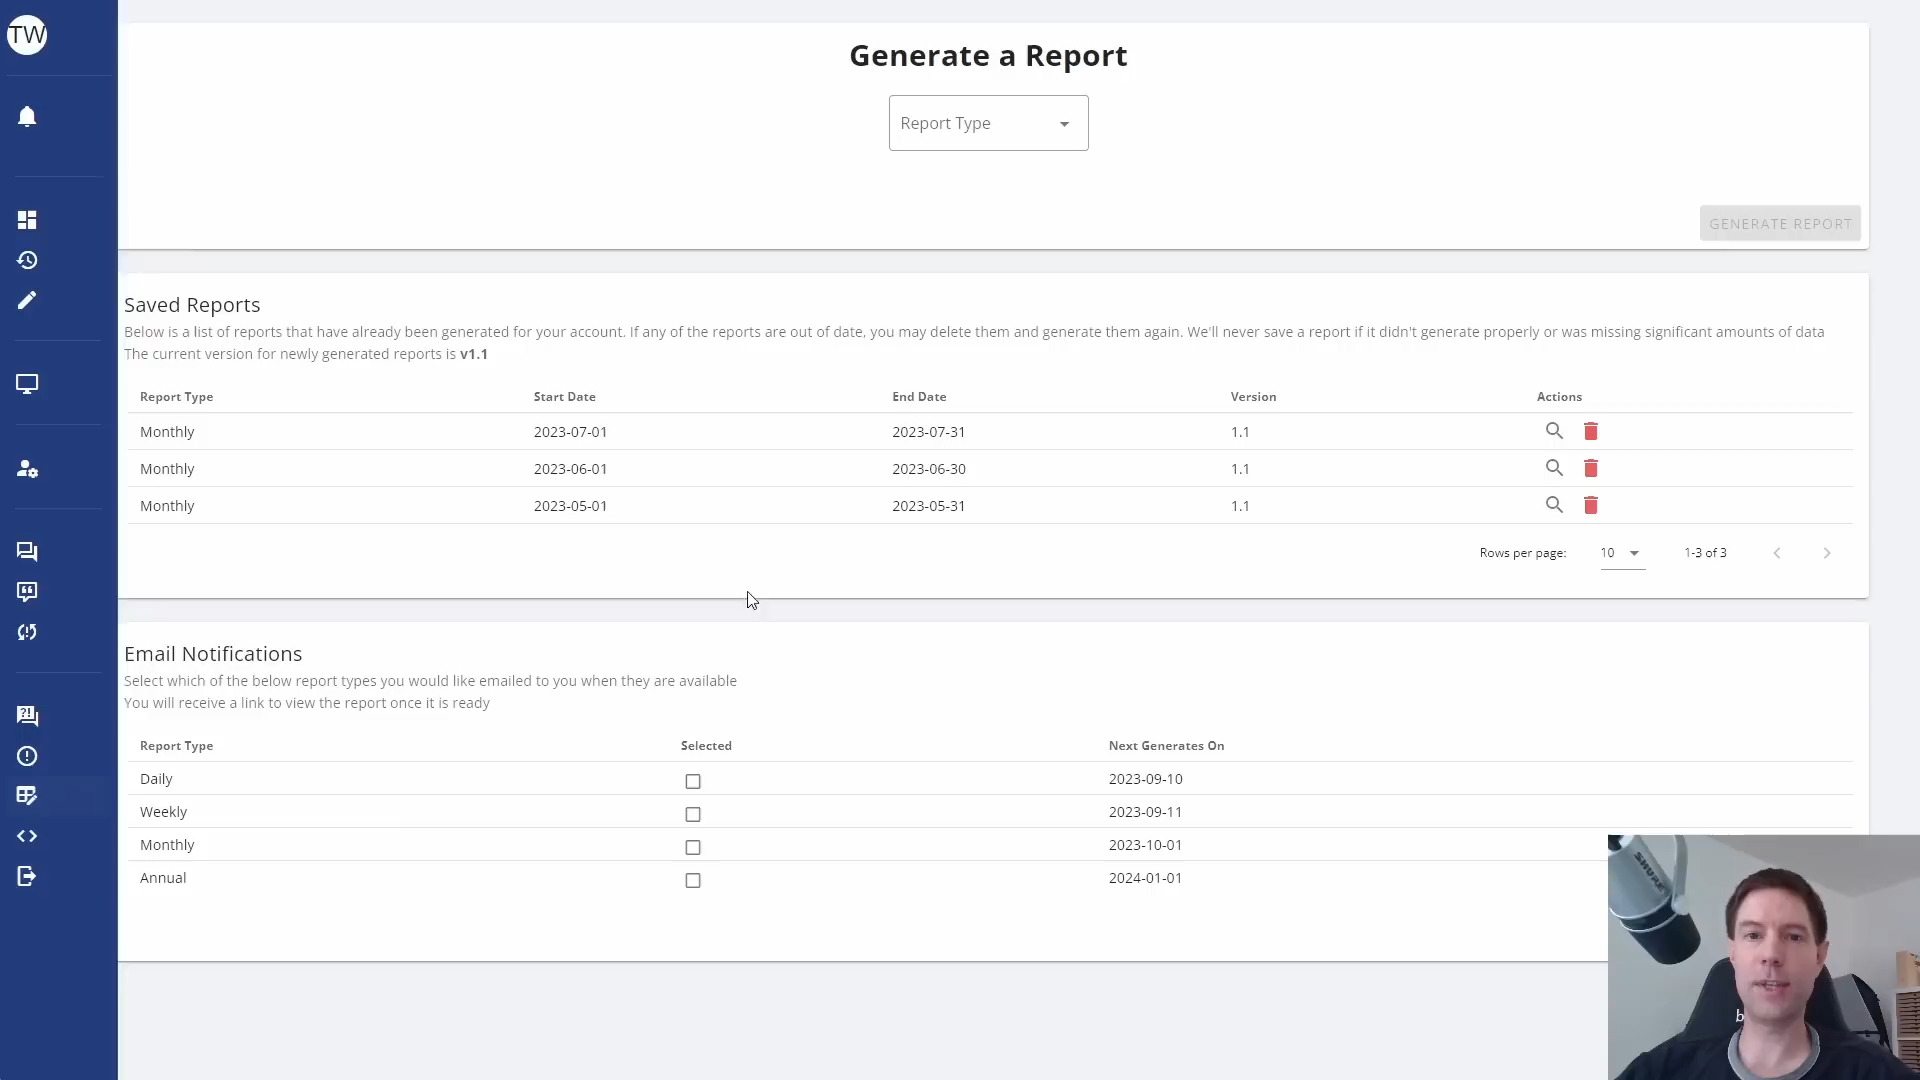 TW
Generate a Report
Report Type
GENERATE REPORT
Saved Reports
Below is a list of reports that have already been generated for your account. If any of the reports are out of date, you may delete them and generate them again. We'll never save a report if it didn't generate properly or was missing significant amounts of data
The current version for newly generated reports is v1.1
Report Type Start Date End Date Version Actions
Monthly 2023-07-01 2023-07-31 1.1
Monthly 2023-06-01 2023-06-30 1.1
Monthly 2023-05-01 2023-05-31 1.1
Rows per page: 10 1-3 of 3
Email Notifications
Select which of the below report types you would like emailed to you when they are available
You will receive a link to view the report once it is ready
Report Type Selected Next Generates On
Daily 2023-09-10
Weekly 2023-09-11
Monthly 2023-10-01
Annual 2024-01-01
SHURE